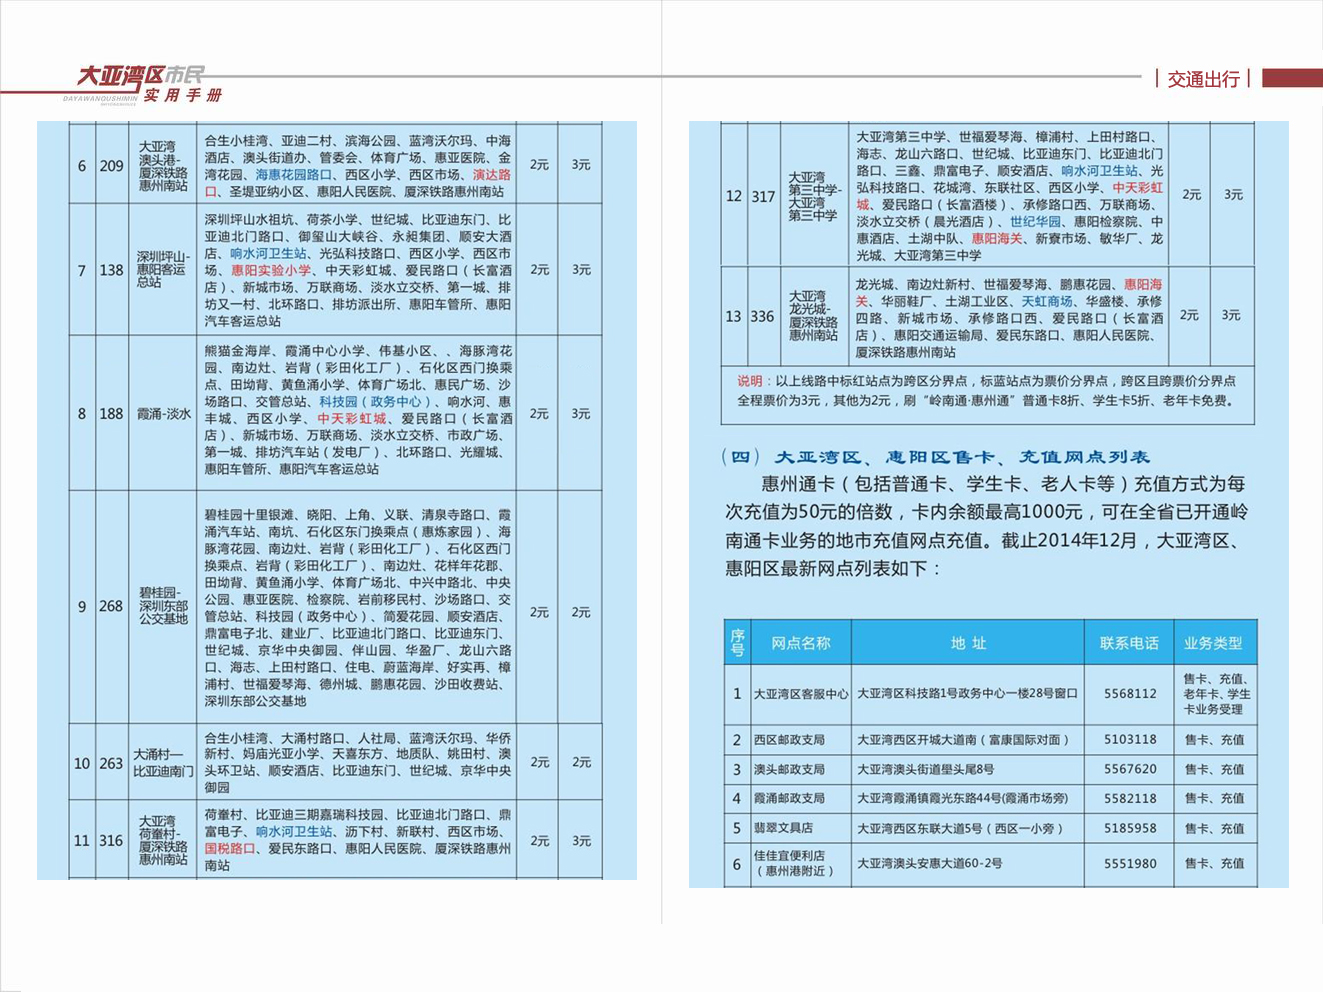 大亚湾区市民
实用手册
DAYAWANQUSHIMIN
交通出行
6
209
大亚湾
澳头港-
厦深铁路
惠州南站
合生小桂湾、亚迪二村、滨海公园、蓝湾沃尔玛、中海
酒店、澳头街道办、管委会、体育广场、惠亚医院、金
湾花园、海惠花园路口、西区小学、西区市场、演达路
口、圣堤亚纳小区、惠阳人民医院、厦深铁路惠州南站
2元
3元
7
138
深圳坪山-
惠阳客运
总站
深圳坪山水祖坑、荷茶小学、世纪城、比亚迪东门、比
亚迪北门路口、御玺山大峡谷、永昶集团、顺安大酒
店、响水河卫生站、光弘科技路口、西区小学、西区市
场、惠阳实验小学、中天彩虹城、爱民路口（长富酒
店）、新城市场、万联商场、淡水立交桥、第一城、排
坊又一村、北环路口、排坊派出所、惠阳车管所、惠阳
汽车客运总站
2元
3元
8
188
霞涌-淡水
熊猫金海岸、霞涌中心小学、伟基小区、、海豚湾花
园、南边灶、岩背（彩田化工厂）、石化区西门换乘
点、田坳背、黄鱼涌小学、体育广场北、惠民广场、沙
场路口、交管总站、科技园（政务中心）、响水河、惠
丰城、西区小学、中天彩虹城、爱民路口（长富酒
店）、新城市场、万联商场、淡水立交桥、市政广场、
第一城、排坊汽车站（发电厂）、北环路口、光耀城、
惠阳车管所、惠阳汽车客运总站
2元
3元
9
268
碧桂园-
深圳东部
公交基地
碧桂园十里银滩、晓阳、上角、义联、清泉寺路口、霞
涌汽车站、南坑、石化区东门换乘点（惠炼家园）、海
豚湾花园、南边灶、岩背（彩田化工厂）、石化区西门
换乘点、岩背（彩田化工厂）、南边灶、花样年花郡、
田坳背、黄鱼涌小学、体育广场北、中兴中路北、中央
公园、惠亚医院、检察院、岩前移民村、沙场路口、交
管总站、科技园（政务中心）、简爱花园、顺安酒店、
鼎富电子北、建业厂、比亚迪北门路口、比亚迪东门、
世纪城、京华中央御园、伴山园、华盈厂、龙山六路
口、海志、上田村路口、住电、蔚蓝海岸、好实再、樟
浦村、世福爱琴海、德州城、鹏惠花园、沙田收费站、
深圳东部公交基地
2元
2元
10
263
大涌村—
比亚迪南门
合生小桂湾、大涌村路口、人社局、蓝湾沃尔玛、华侨
新村、妈庙光亚小学、天喜东方、地质队、姚田村、澳
头环卫站、顺安酒店、比亚迪东门、世纪城、京华中央
御园
2元
2元
11
316
大亚湾
荷輋村-
厦深铁路
惠州南站
荷輋村、比亚迪三期嘉瑞科技园、比亚迪北门路口、鼎
富电子、响水河卫生站、沥下村、新联村、西区市场、
国税路口、爱民东路口、惠阳人民医院、厦深铁路惠州
南站
2元
3元
12
317
大亚湾
第三中学-
大亚湾
第三中学
大亚湾第三中学、世福爱琴海、樟浦村、上田村路口、
海志、龙山六路口、世纪城、比亚迪东门、比亚迪北门
路口、三鑫、鼎富电子、顺安酒店、响水河卫生站、光
弘科技路口、花城湾、东联社区、西区小学、中天彩虹
城、爱民路口（长富酒楼）、承修路口西、万联商场、
淡水立交桥（晨光酒店）、世纪华园、惠阳检察院、中
惠酒店、土湖中队、惠阳海关、新寮市场、敏华厂、龙
光城、大亚湾第三中学
2元
3元
13
336
大亚湾
龙光城-
厦深铁路
惠州南站
龙光城、南边灶新村、世福爱琴海、鹏惠花园、惠阳海
关、华丽鞋厂、土湖工业区、天虹商场、华盛楼、承修
四路、新城市场、承修路口西、爱民路口（长富酒
店）、惠阳交通运输局、爱民东路口、惠阳人民医院、
厦深铁路惠州南站
2元
3元
说明：以上线路中标红站点为跨区分界点，标蓝站点为票价分界点，跨区且跨票价分界点
全程票价为3元，其他为2元，刷“岭南通·惠州通”普通卡8折、学生卡5折、老年卡免费。
（四）大亚湾区、惠阳区售卡、充值网点列表
惠州通卡（包括普通卡、学生卡、老人卡等）充值方式为每
次充值为50元的倍数，卡内余额最高1000元，可在全省已开通岭
南通卡业务的地市充值网点充值。截止2014年12月，大亚湾区、
惠阳区最新网点列表如下：
序号
网点名称
地 址
联系电话
业务类型
1
大亚湾区客服中心
大亚湾区科技路1号政务中心一楼28号窗口
5568112
售卡、充值、
老年卡、学生
卡业务受理
2
西区邮政支局
大亚湾西区开城大道南（富康国际对面）
5103118
售卡、充值
3
澳头邮政支局
大亚湾澳头街道壆头尾8号
5567620
售卡、充值
4
霞涌邮政支局
大亚湾霞涌镇霞光东路44号(霞涌市场旁)
5582118
售卡、充值
5
翡翠文具店
大亚湾西区东联大道5号（西区一小旁）
5185958
售卡、充值
6
佳佳宜便利店
（惠州港附近）
大亚湾澳头安惠大道60-2号
5551980
售卡、充值